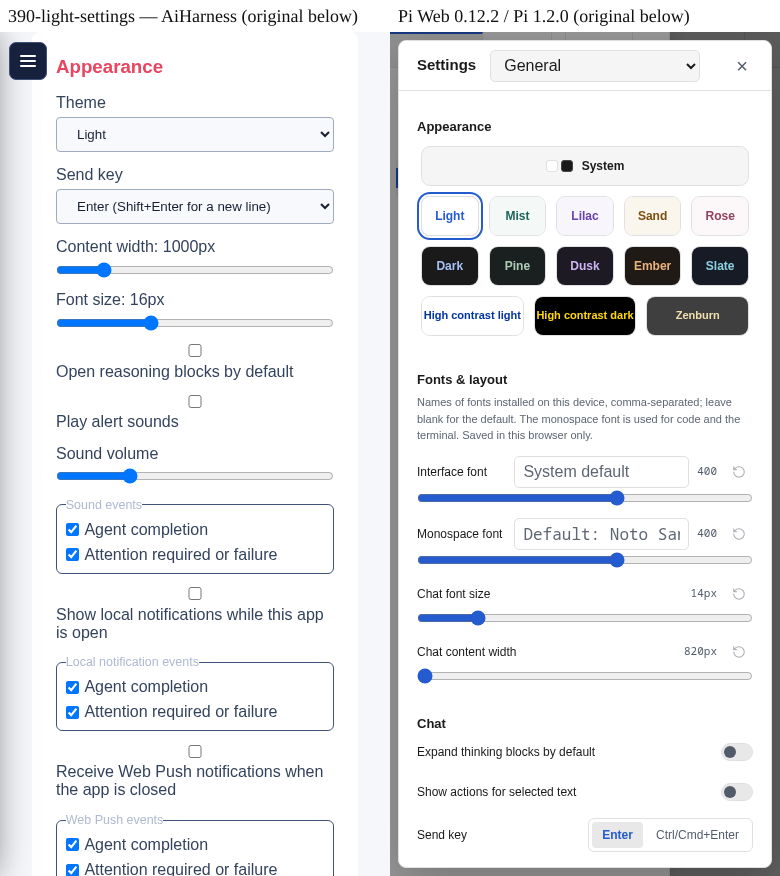 390-light-settings — AiHarness (original below)
Appearance
Theme
Light
Send key
Enter (Shift+Enter for a new line)
Content width: 1000px
Font size: 16px
Open reasoning blocks by default
Play alert sounds
Sound volume
Sound events
Agent completion
Attention required or failure
Show local notifications while this app
is open
Local notification events
Agent completion
Attention required or failure
Receive Web Push notifications when
the app is closed
Web Push events
Agent completion
Attention required or failure
Pi Web 0.12.2 / Pi 1.2.0 (original below)
Settings
General
×
Appearance
System
Light Mist Lilac Sand Rose
Dark Pine Dusk Ember Slate
High contrast light High contrast dark Zenburn
Fonts & layout
Names of fonts installed on this device, comma-separated; leave
blank for the default. The monospace font is used for code and the
terminal. Saved in this browser only.
Interface font System default 400
Monospace font Default: Noto San 400
Chat font size 14px
Chat content width 820px
Chat
Expand thinking blocks by default
Show actions for selected text
Send key Enter Ctrl/Cmd+Enter